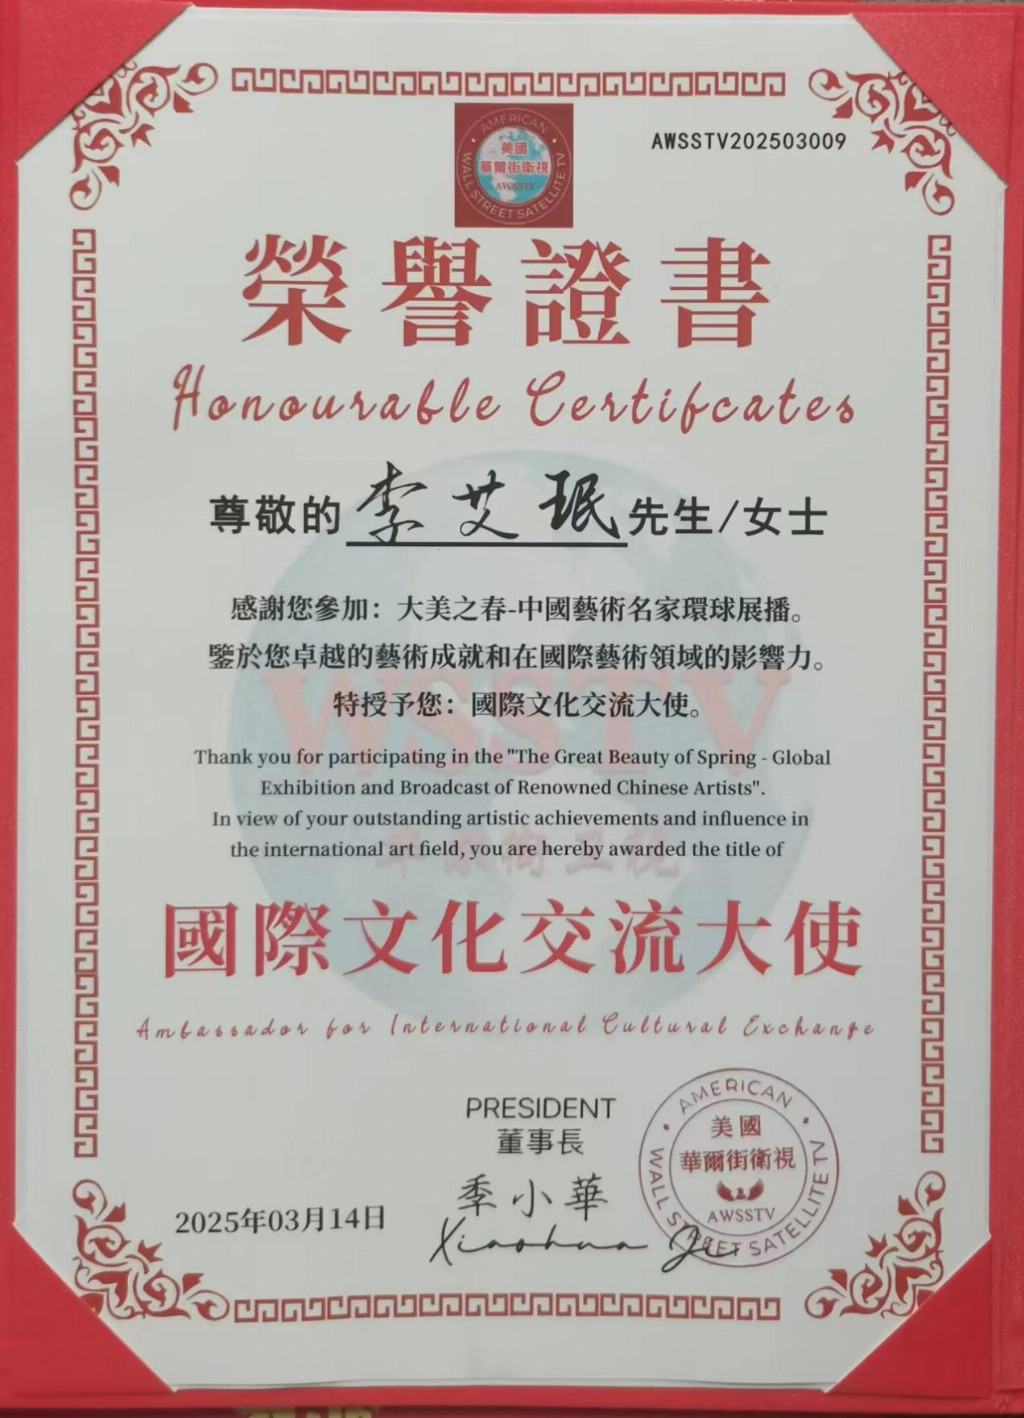 AMERICAN
美國
華爾街衛視
AWSSTV
WALL STREET SATELLITE TV
AWSSTV202503009
榮譽證書
Honourable Certifcates
尊敬的 李艾珉 先生/女士
感謝您參加：大美之春-中國藝術名家環球展播。
鑒於您卓越的藝術成就和在國際藝術領域的影響力。
特授予您：國際文化交流大使。
WSSTV
Thank you for participating in the "The Great Beauty of Spring - Global
Exhibition and Broadcast of Renowned Chinese Artists".
In view of your outstanding artistic achievements and influence in
the international art field, you are hereby awarded the title of
華爾街衛視
國際文化交流大使
Ambassador for International Cultural Exchange
PRESIDENT
董事長
季小華
Xiaohua Ji
2025年03月14日
AMERICAN
美國
華爾街衛視
AWSSTV
WALL STREET SATELLITE TV